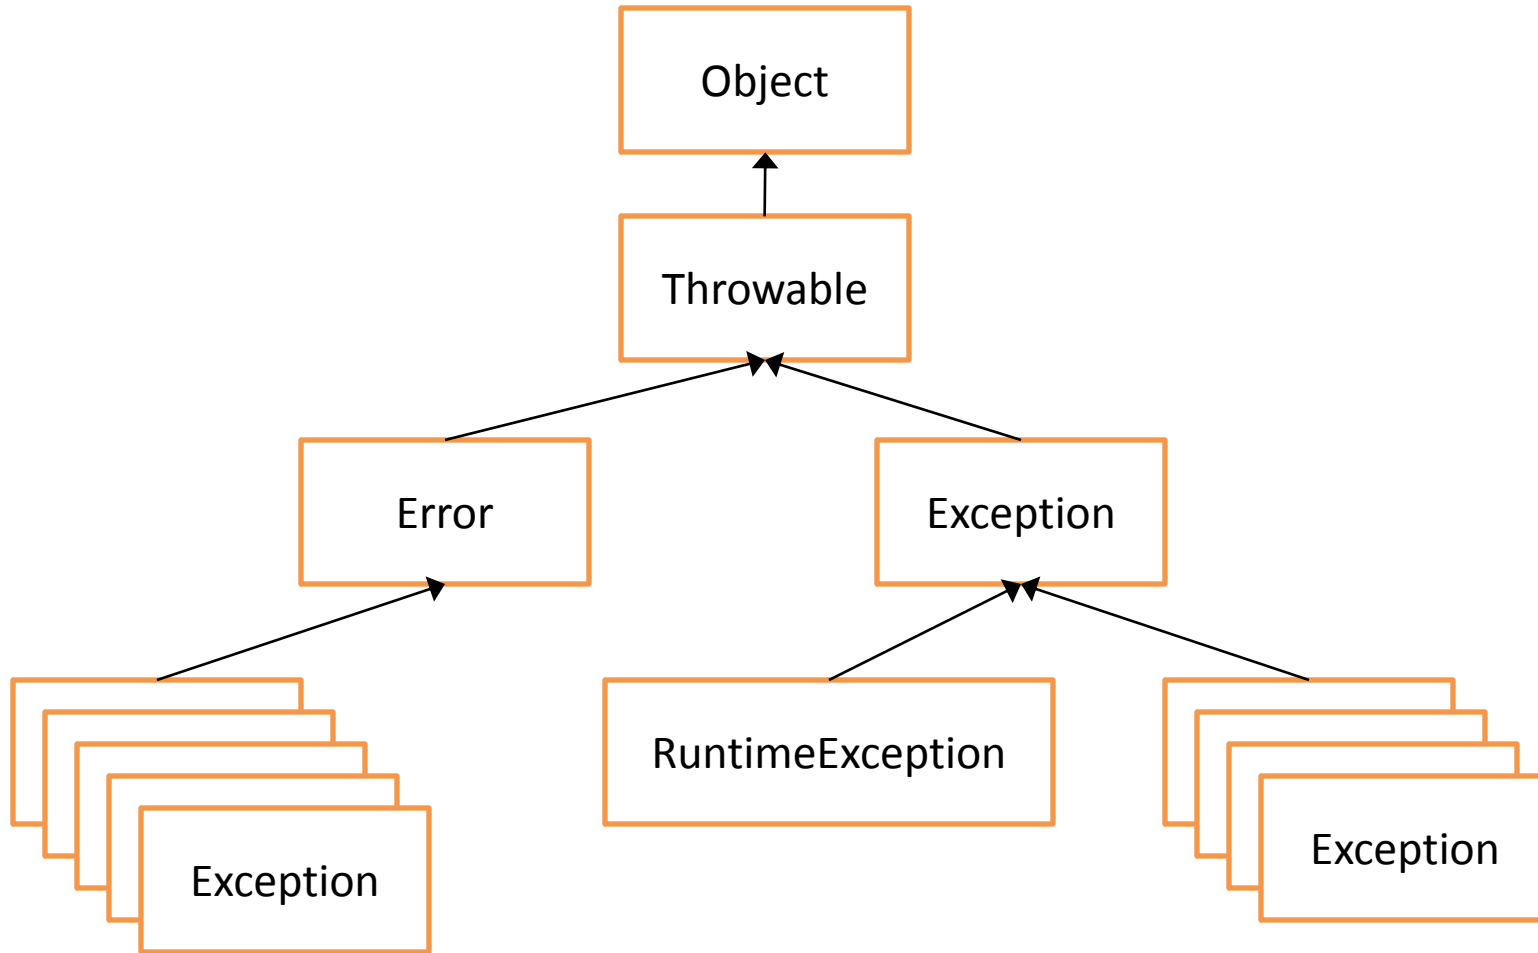 Object
Throwable
Error
Exception
RuntimeException
Exception
Exception